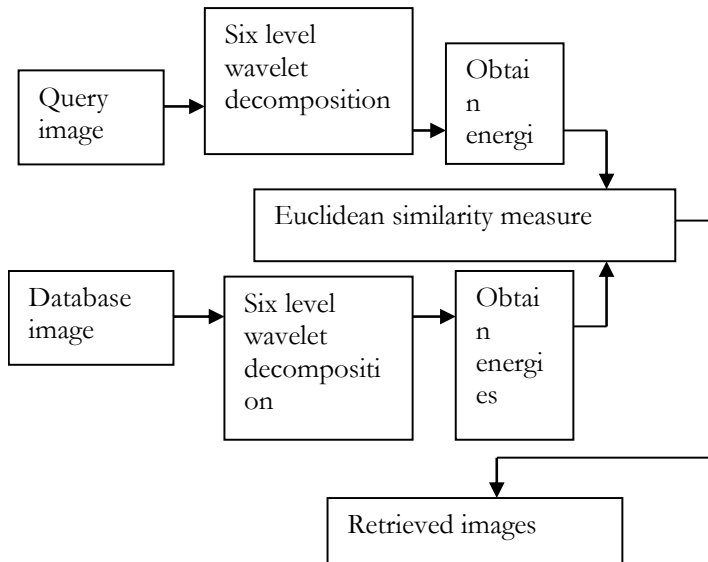 Query
image
Six level
wavelet
decomposition
Obtai
n
energi
Euclidean similarity measure
Database
image
Six level
wavelet
decompositi
on
Obtai
n
energi
es
Retrieved images